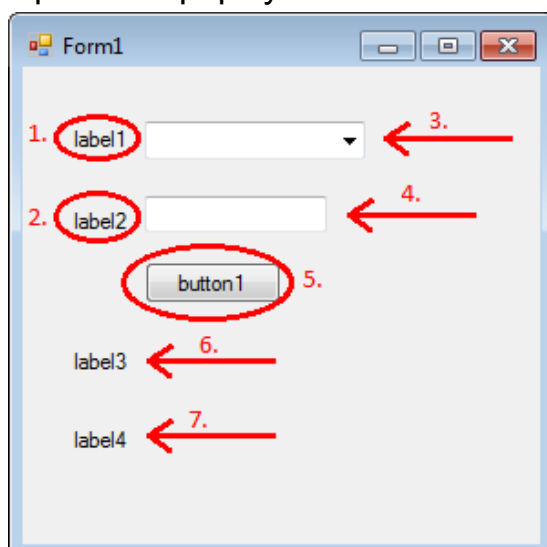 Form1
1. label1 3.
2. label2 4.
button1 5.
label3 6.
label4 7.